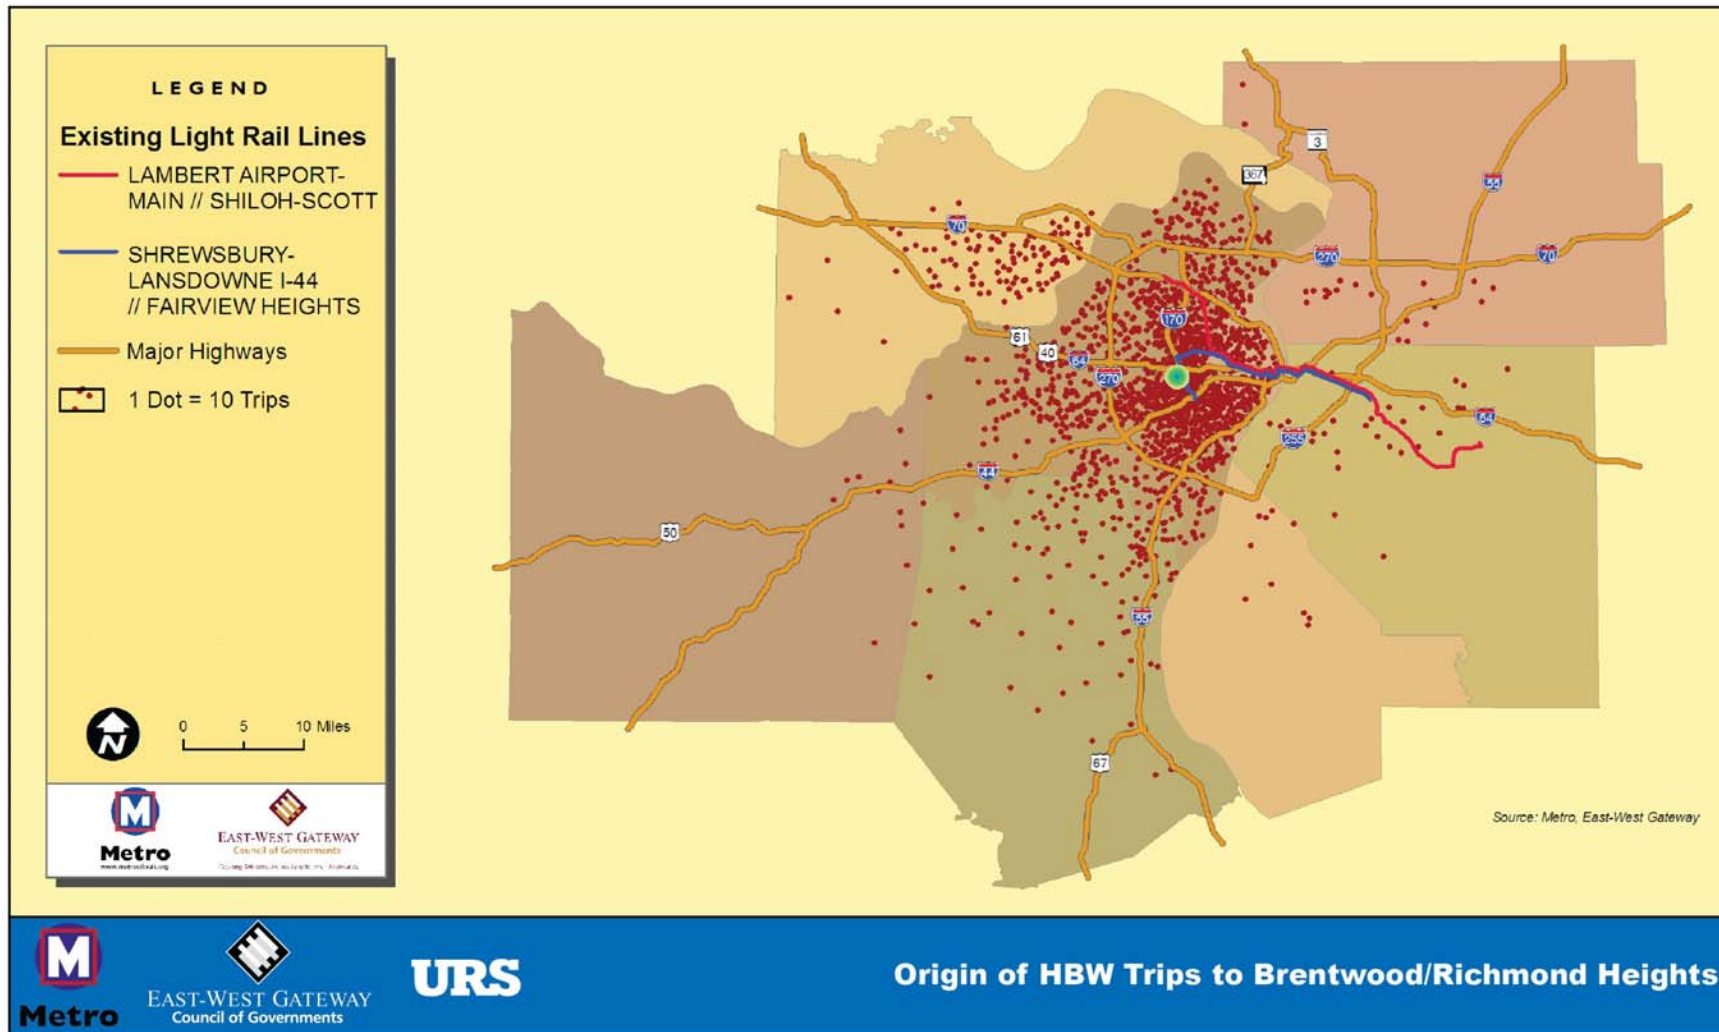 LEGEND
Existing Light Rail Lines
LAMBERT AIRPORT-
MAIN // SHILOH-SCOTT
SHREWSBURY-
LANSDOWNE I-44
// FAIRVIEW HEIGHTS
Major Highways
1 Dot = 10 Trips
N
0 5 10 Miles
M
Metro
www.metrostlouis.org
EAST-WEST GATEWAY
Council of Governments
3
367
55
70
270
70
170
61
40
64
270
64
255
44
50
55
67
Source: Metro, East-West Gateway
M
Metro
EAST-WEST GATEWAY
Council of Governments
URS
Origin of HBW Trips to Brentwood/Richmond Heights